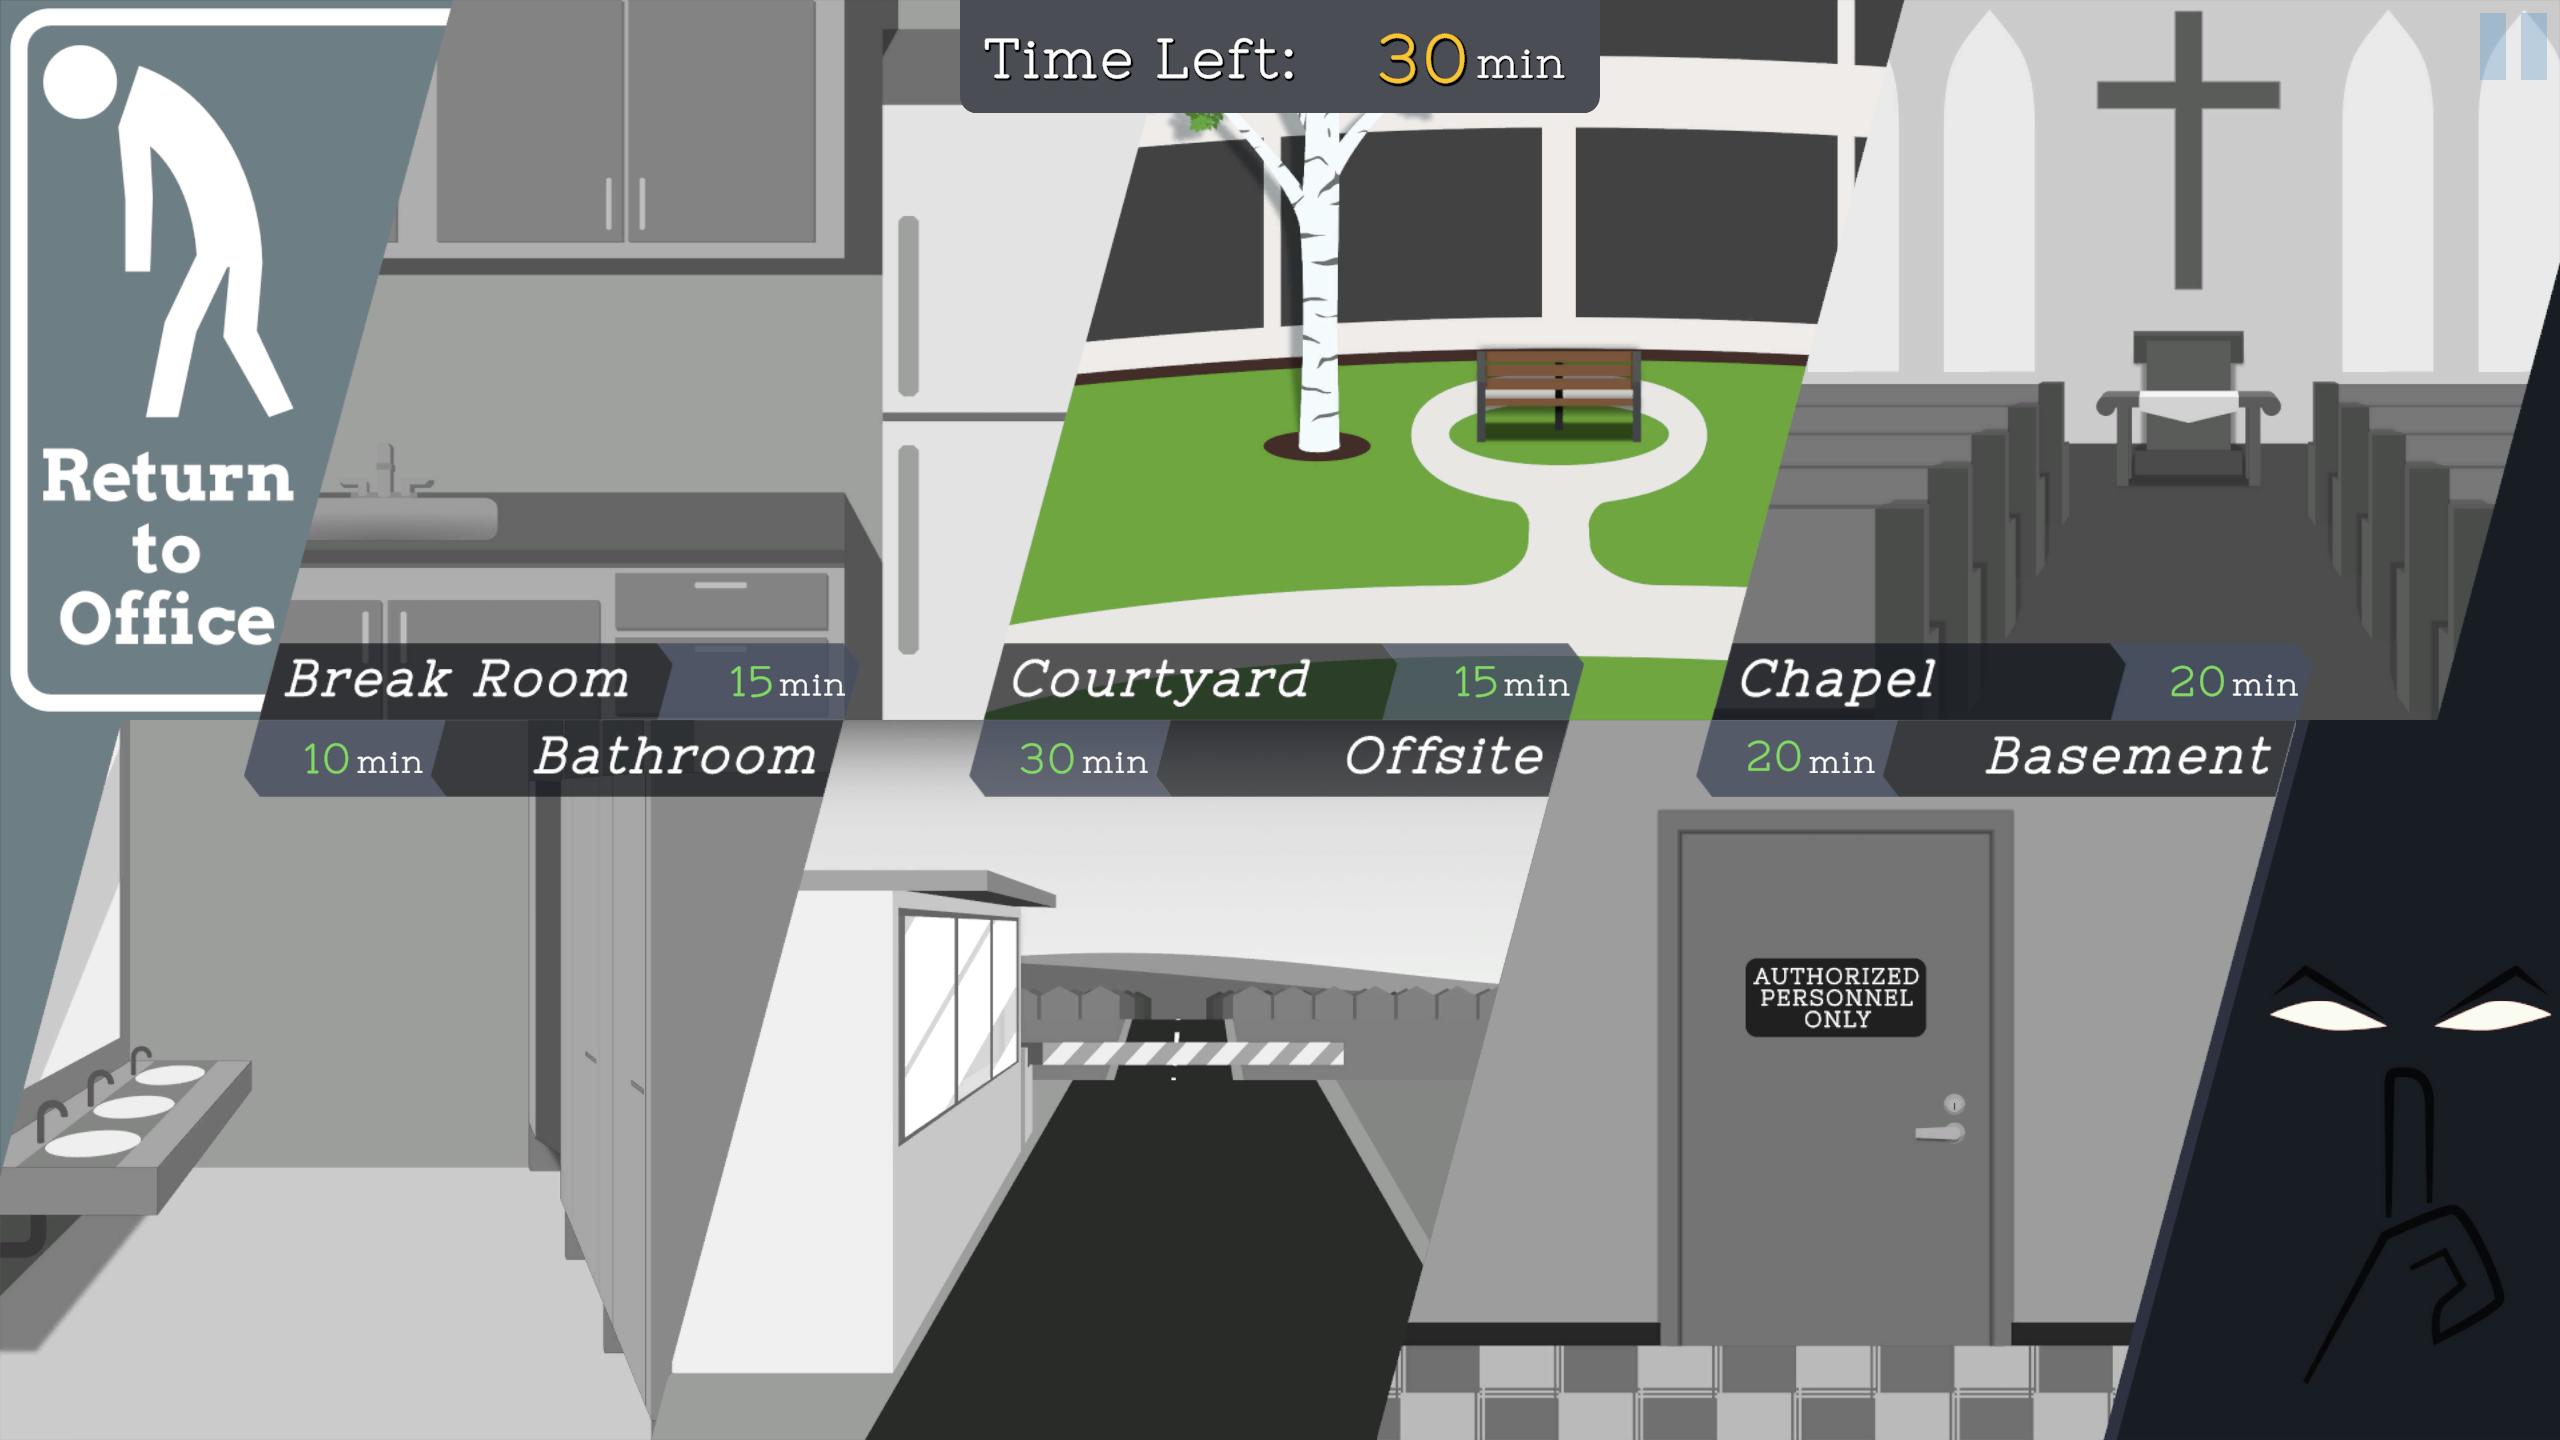 Time Left: 30 min
Return
to
Office
Break Room 15 min
Courtyard 15 min
Chapel 20 min
10 min Bathroom
30 min Offsite
20 min Basement
AUTHORIZED
PERSONNEL
ONLY